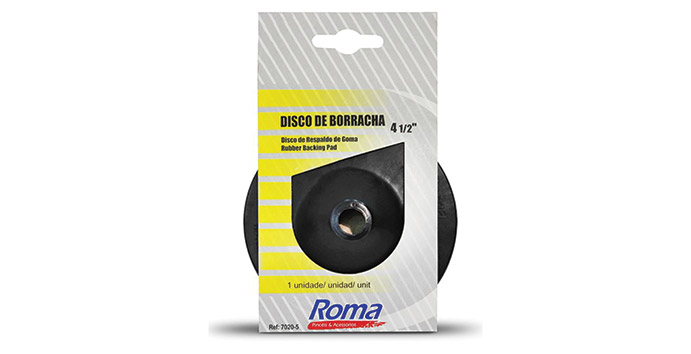 DISCO DE BORRACHA 4 1/2"
Disco de Respaldo de Goma
Rubber Backing Pad
1 unidade/ unidad/ unit
Roma
Pincéis & Acessórios
Ref: 7020-5